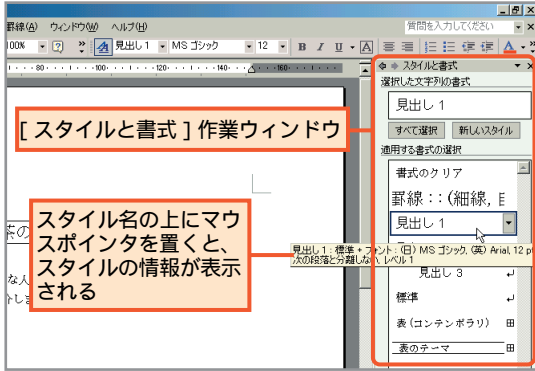 罫線(A) ウィンドウ(W) ヘルプ(H)
質問を入力してください
100% 見出し 1 MS ゴシック 12 B I U A A
80 100 120 140 160
スタイルと書式
選択した文字列の書式
見出し 1
すべて選択 新しいスタイル
適用する書式の選択
書式のクリア
罫線：：(細線,
見出し 1
見出し 1 : 標準 + フォント : (日) MS ゴシック, (英) Arial, 12 pt
次の段落と分離しない, レベル 1
見出し 3
標準
表 (コンテンポラリ)
表のテーマ
[スタイルと書式] 作業ウィンドウ
スタイル名の上にマウ
スポインタを置くと、
スタイルの情報が表示
される